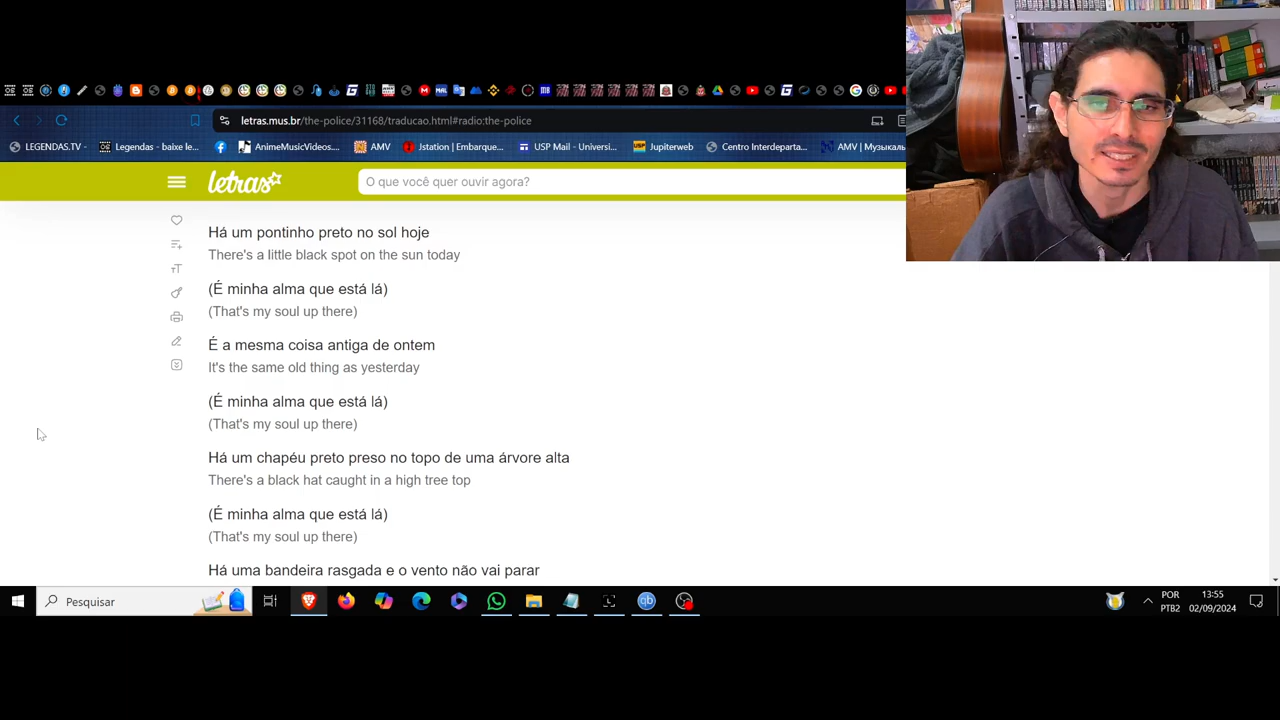 letras.mus.br/the-police/31168/traducao.html#radio:the-police
LEGENDAS.TV
Legendas - baixe le...
AnimeMusicVideos...
AMV
Jstation | Embarque...
USP Mail - Universi...
Jupiterweb
Centro Interdeparta...
AMV | Музыкаль
letras
O que você quer ouvir agora?
Há um pontinho preto no sol hoje
There's a little black spot on the sun today
(É minha alma que está lá)
(That's my soul up there)
É a mesma coisa antiga de ontem
It's the same old thing as yesterday
(É minha alma que está lá)
(That's my soul up there)
Há um chapéu preto preso no topo de uma árvore alta
There's a black hat caught in a high tree top
(É minha alma que está lá)
(That's my soul up there)
Há uma bandeira rasgada e o vento não vai parar
Pesquisar
POR
PTB2
13:55
02/09/2024